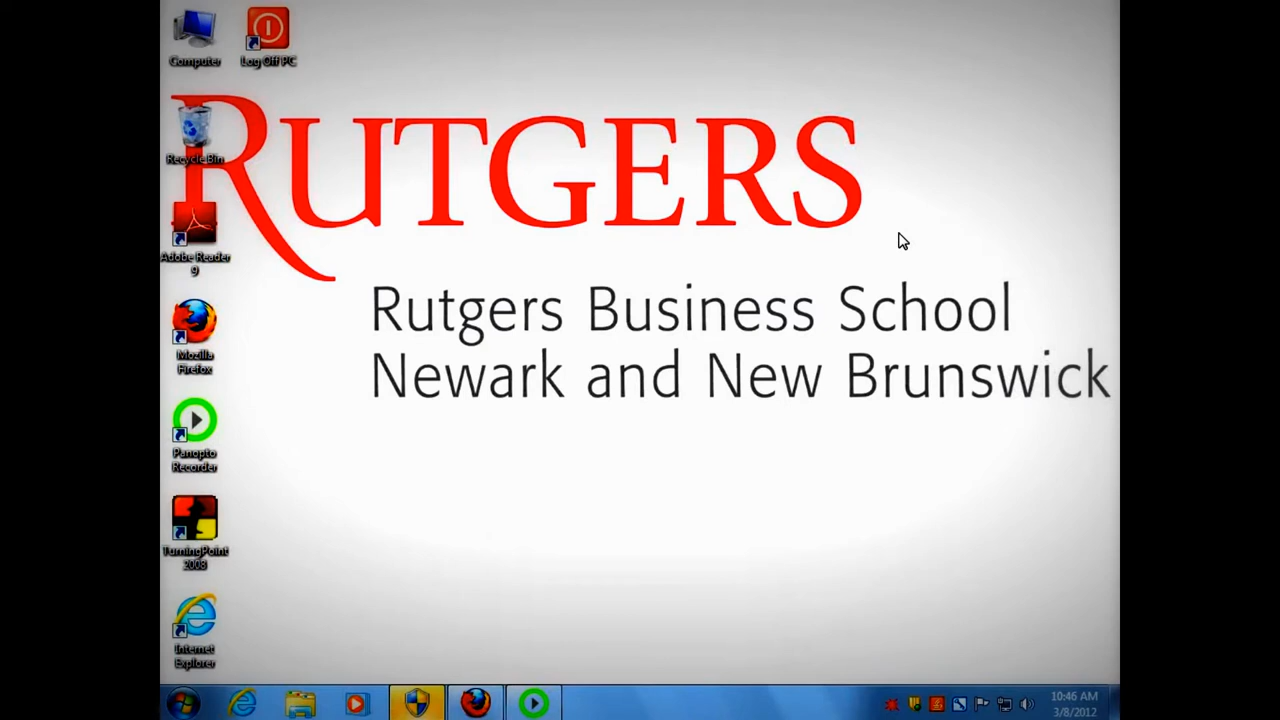 Computer
Log Off PC
RUTGERS
Recycle Bin
Adobe Reader
9
Rutgers Business School
Newark and New Brunswick
Mozilla
Firefox
Panopto
Recorder
TurningPoint
2008
Internet
Explorer
10:46 AM
3/8/2012